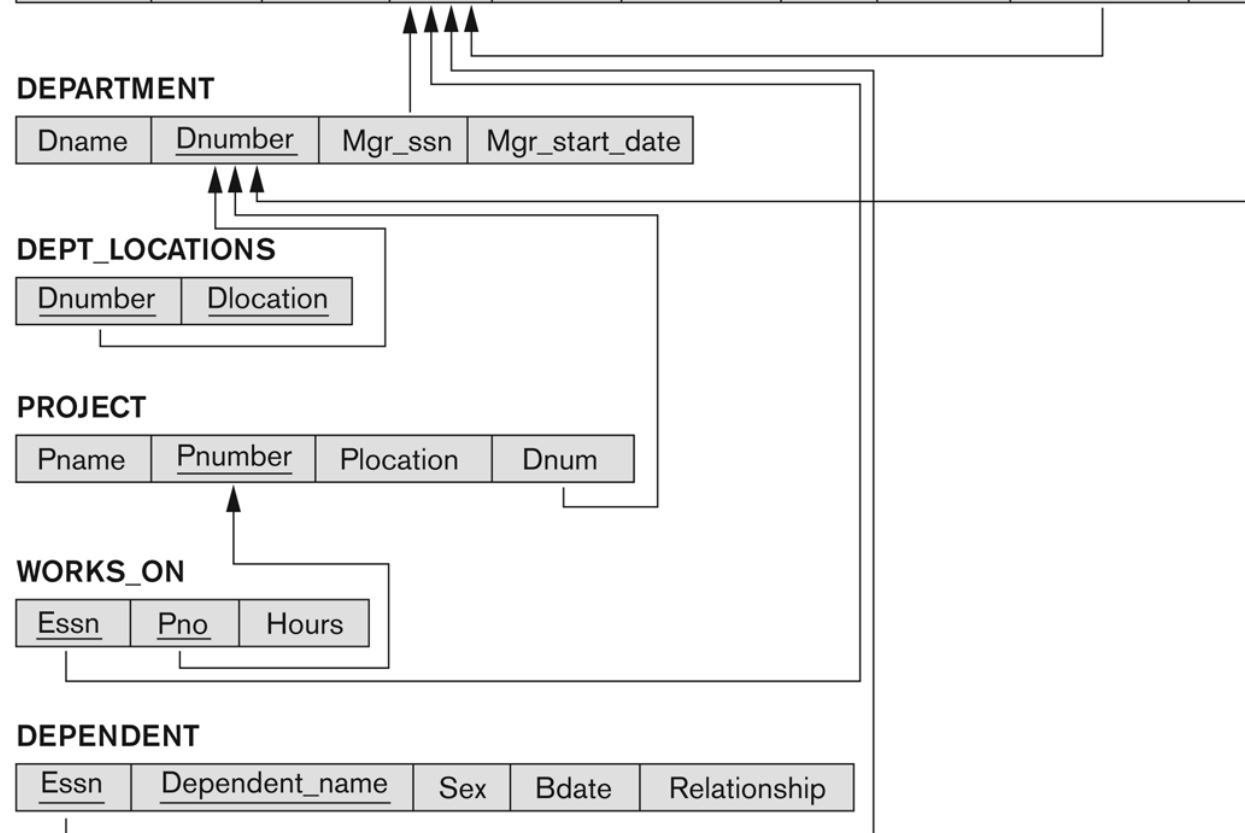 DEPARTMENT
Dname Dnumber Mgr_ssn Mgr_start_date
DEPT_LOCATIONS
Dnumber Dlocation
PROJECT
Pname Pnumber Plocation Dnum
WORKS_ON
Essn Pno Hours
DEPENDENT
Essn Dependent_name Sex Bdate Relationship